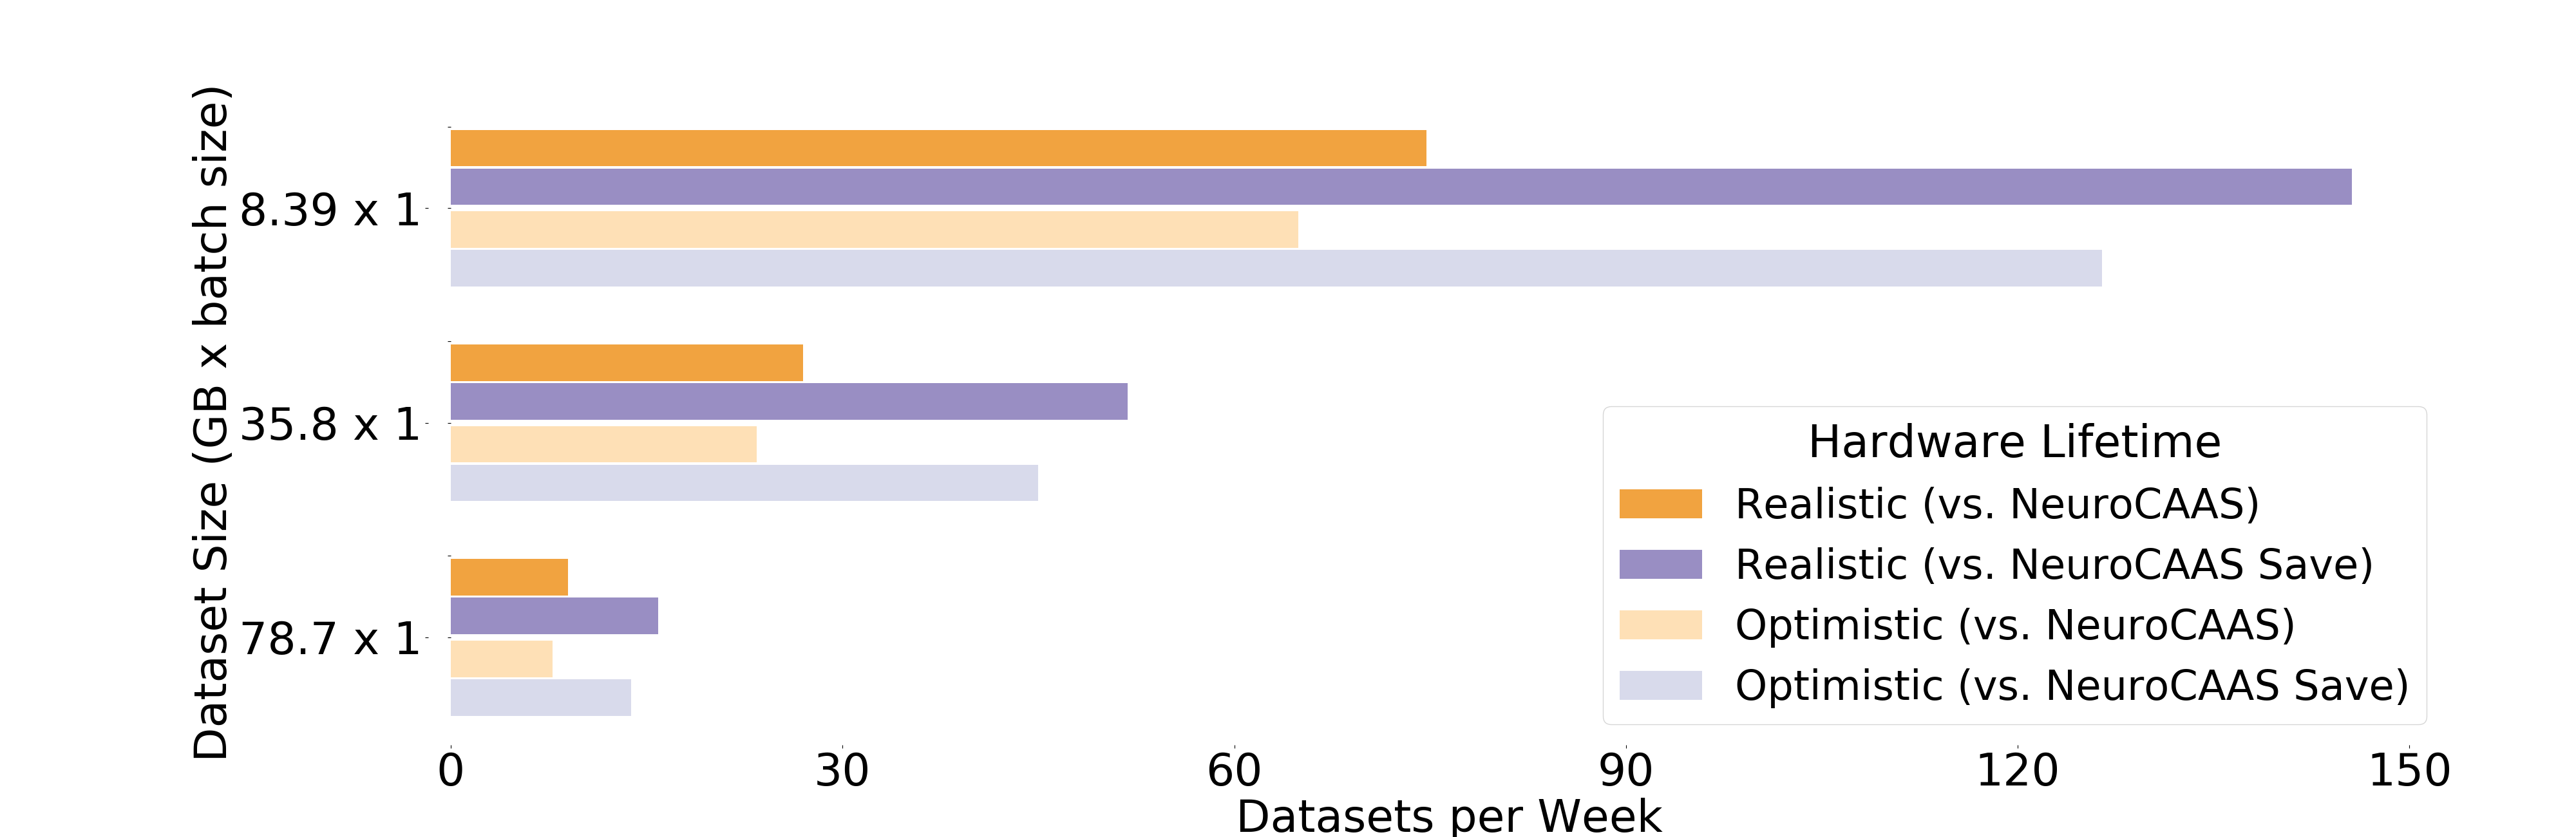 Dataset Size (GB x batch size)
8.39 x 1
35.8 x 1
78.7 x 1
Hardware Lifetime
Realistic (vs. NeuroCAAS)
Realistic (vs. NeuroCAAS Save)
Optimistic (vs. NeuroCAAS)
Optimistic (vs. NeuroCAAS Save)
0 30 60 90 120 150
Datasets per Week